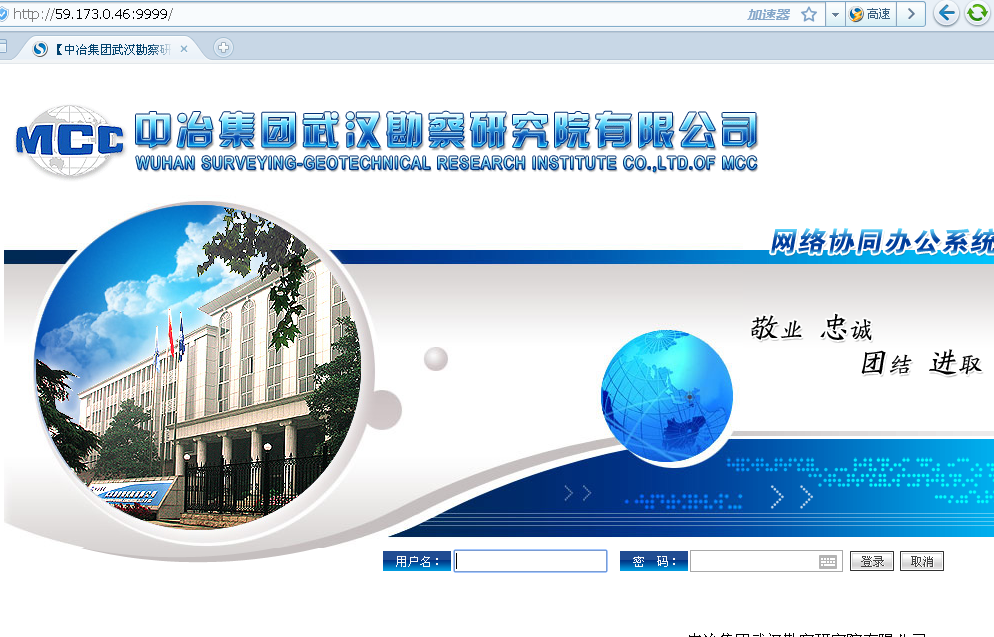 http://59.173.0.46:9999/
加速器
高速
【中冶集团武汉勘察研
MCC
中冶集团武汉勘察研究院有限公司
WUHAN SURVEYING-GEOTECHNICAL RESEARCH INSTITUTE CO.,LTD.OF MCC
网络协同办公系统
敬业 忠诚
团结 进取
用户名：
密 码：
登录
取消